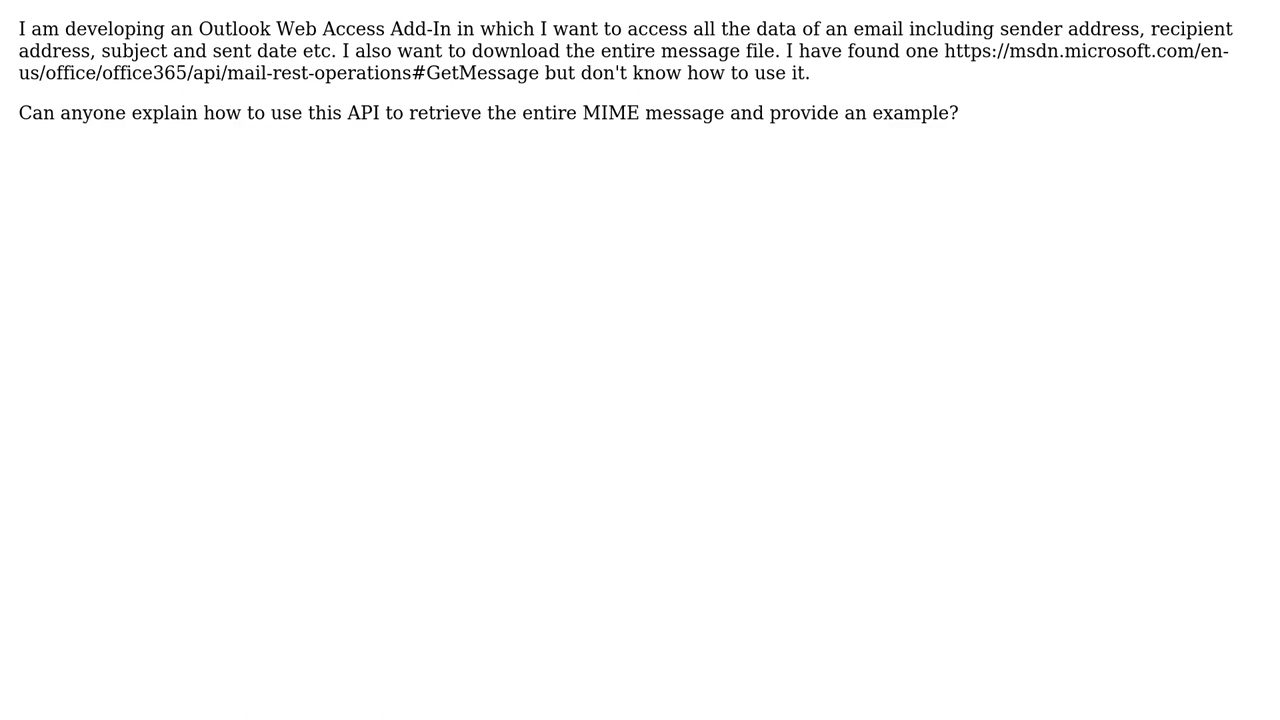 I am developing an Outlook Web Access Add-In in which I want to access all the data of an email including sender address, recipient
address, subject and sent date etc. I also want to download the entire message file. I have found one https://msdn.microsoft.com/en-
us/office/office365/api/mail-rest-operations#GetMessage but don't know how to use it.
Can anyone explain how to use this API to retrieve the entire MIME message and provide an example?